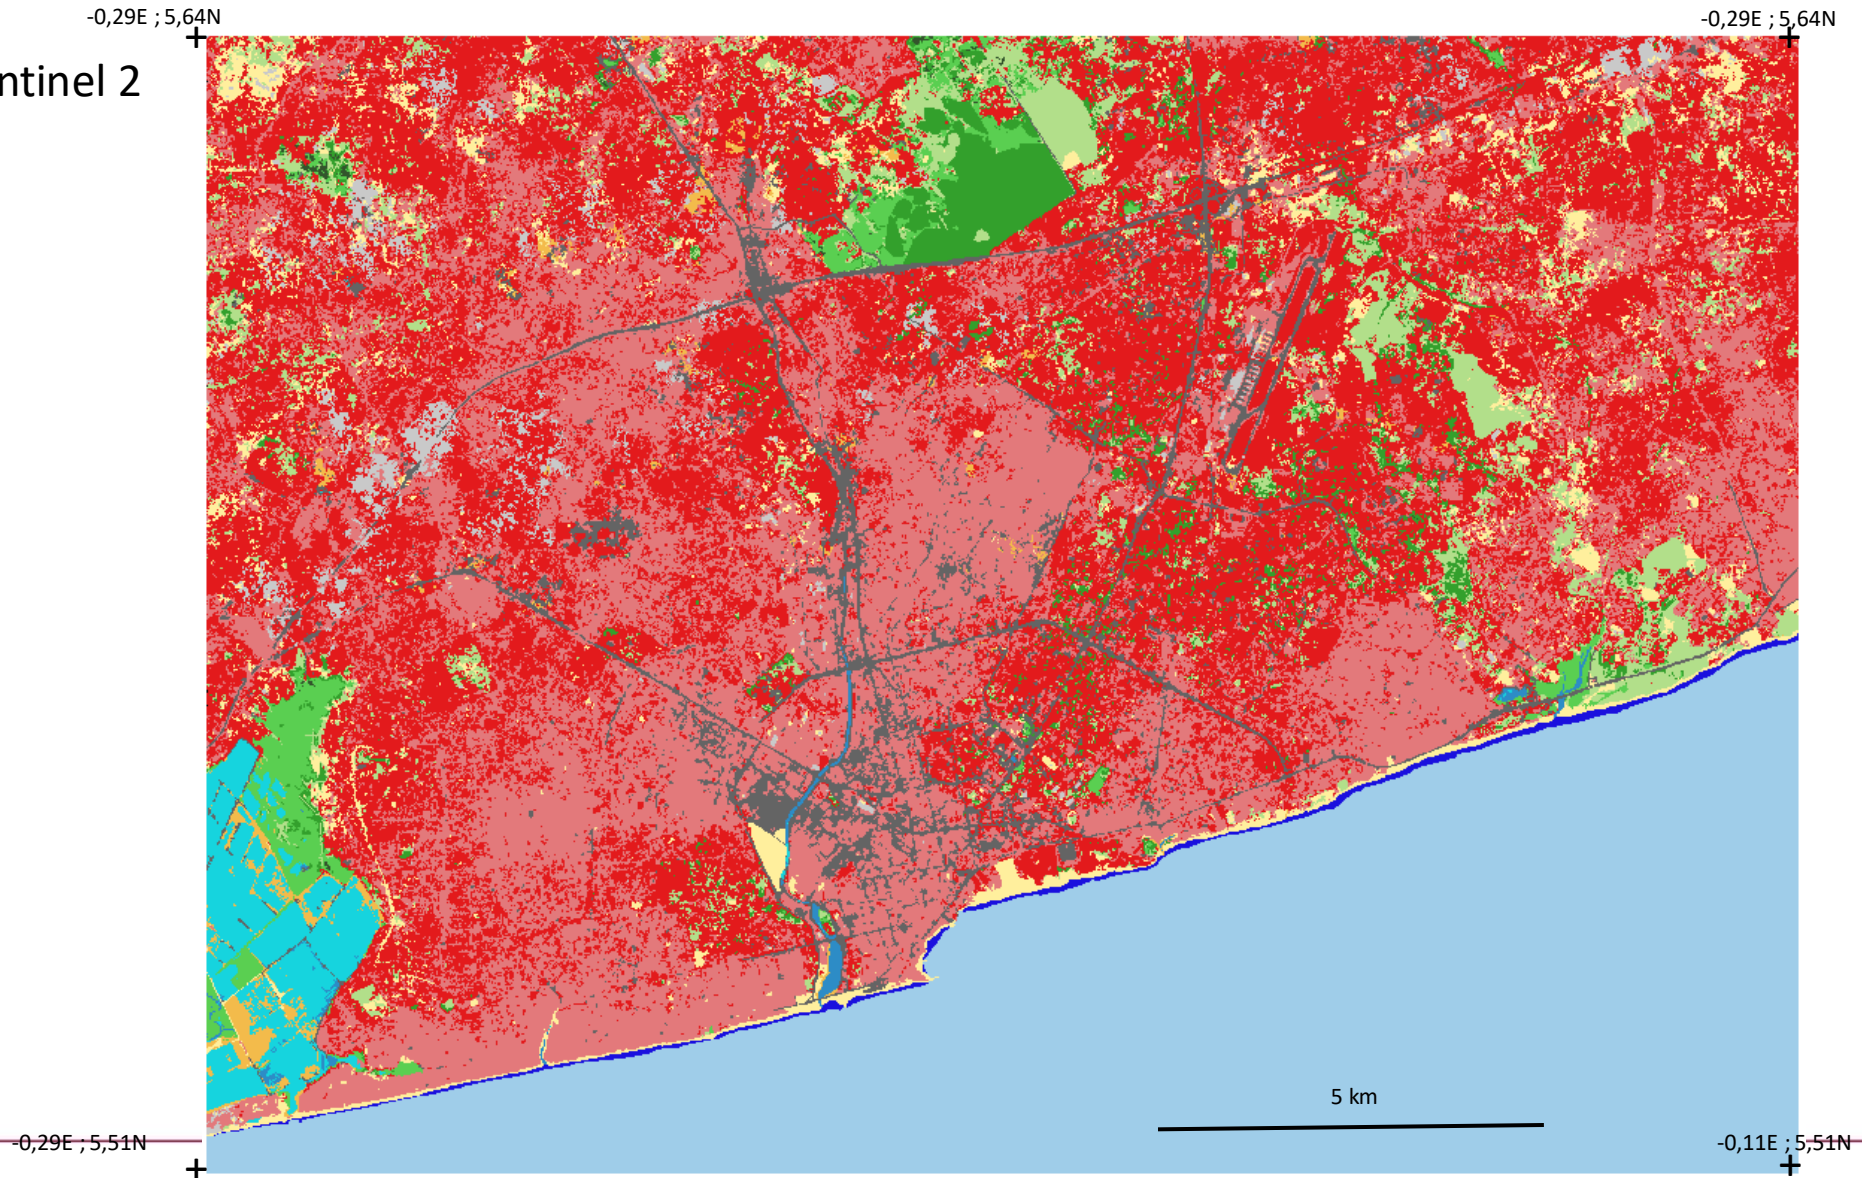 -0,29E ; 5,64N
-0,29E ; 5,64N
ntinel 2
5 km
-0,29E ; 5,51N
-0,11E ; 5,51N